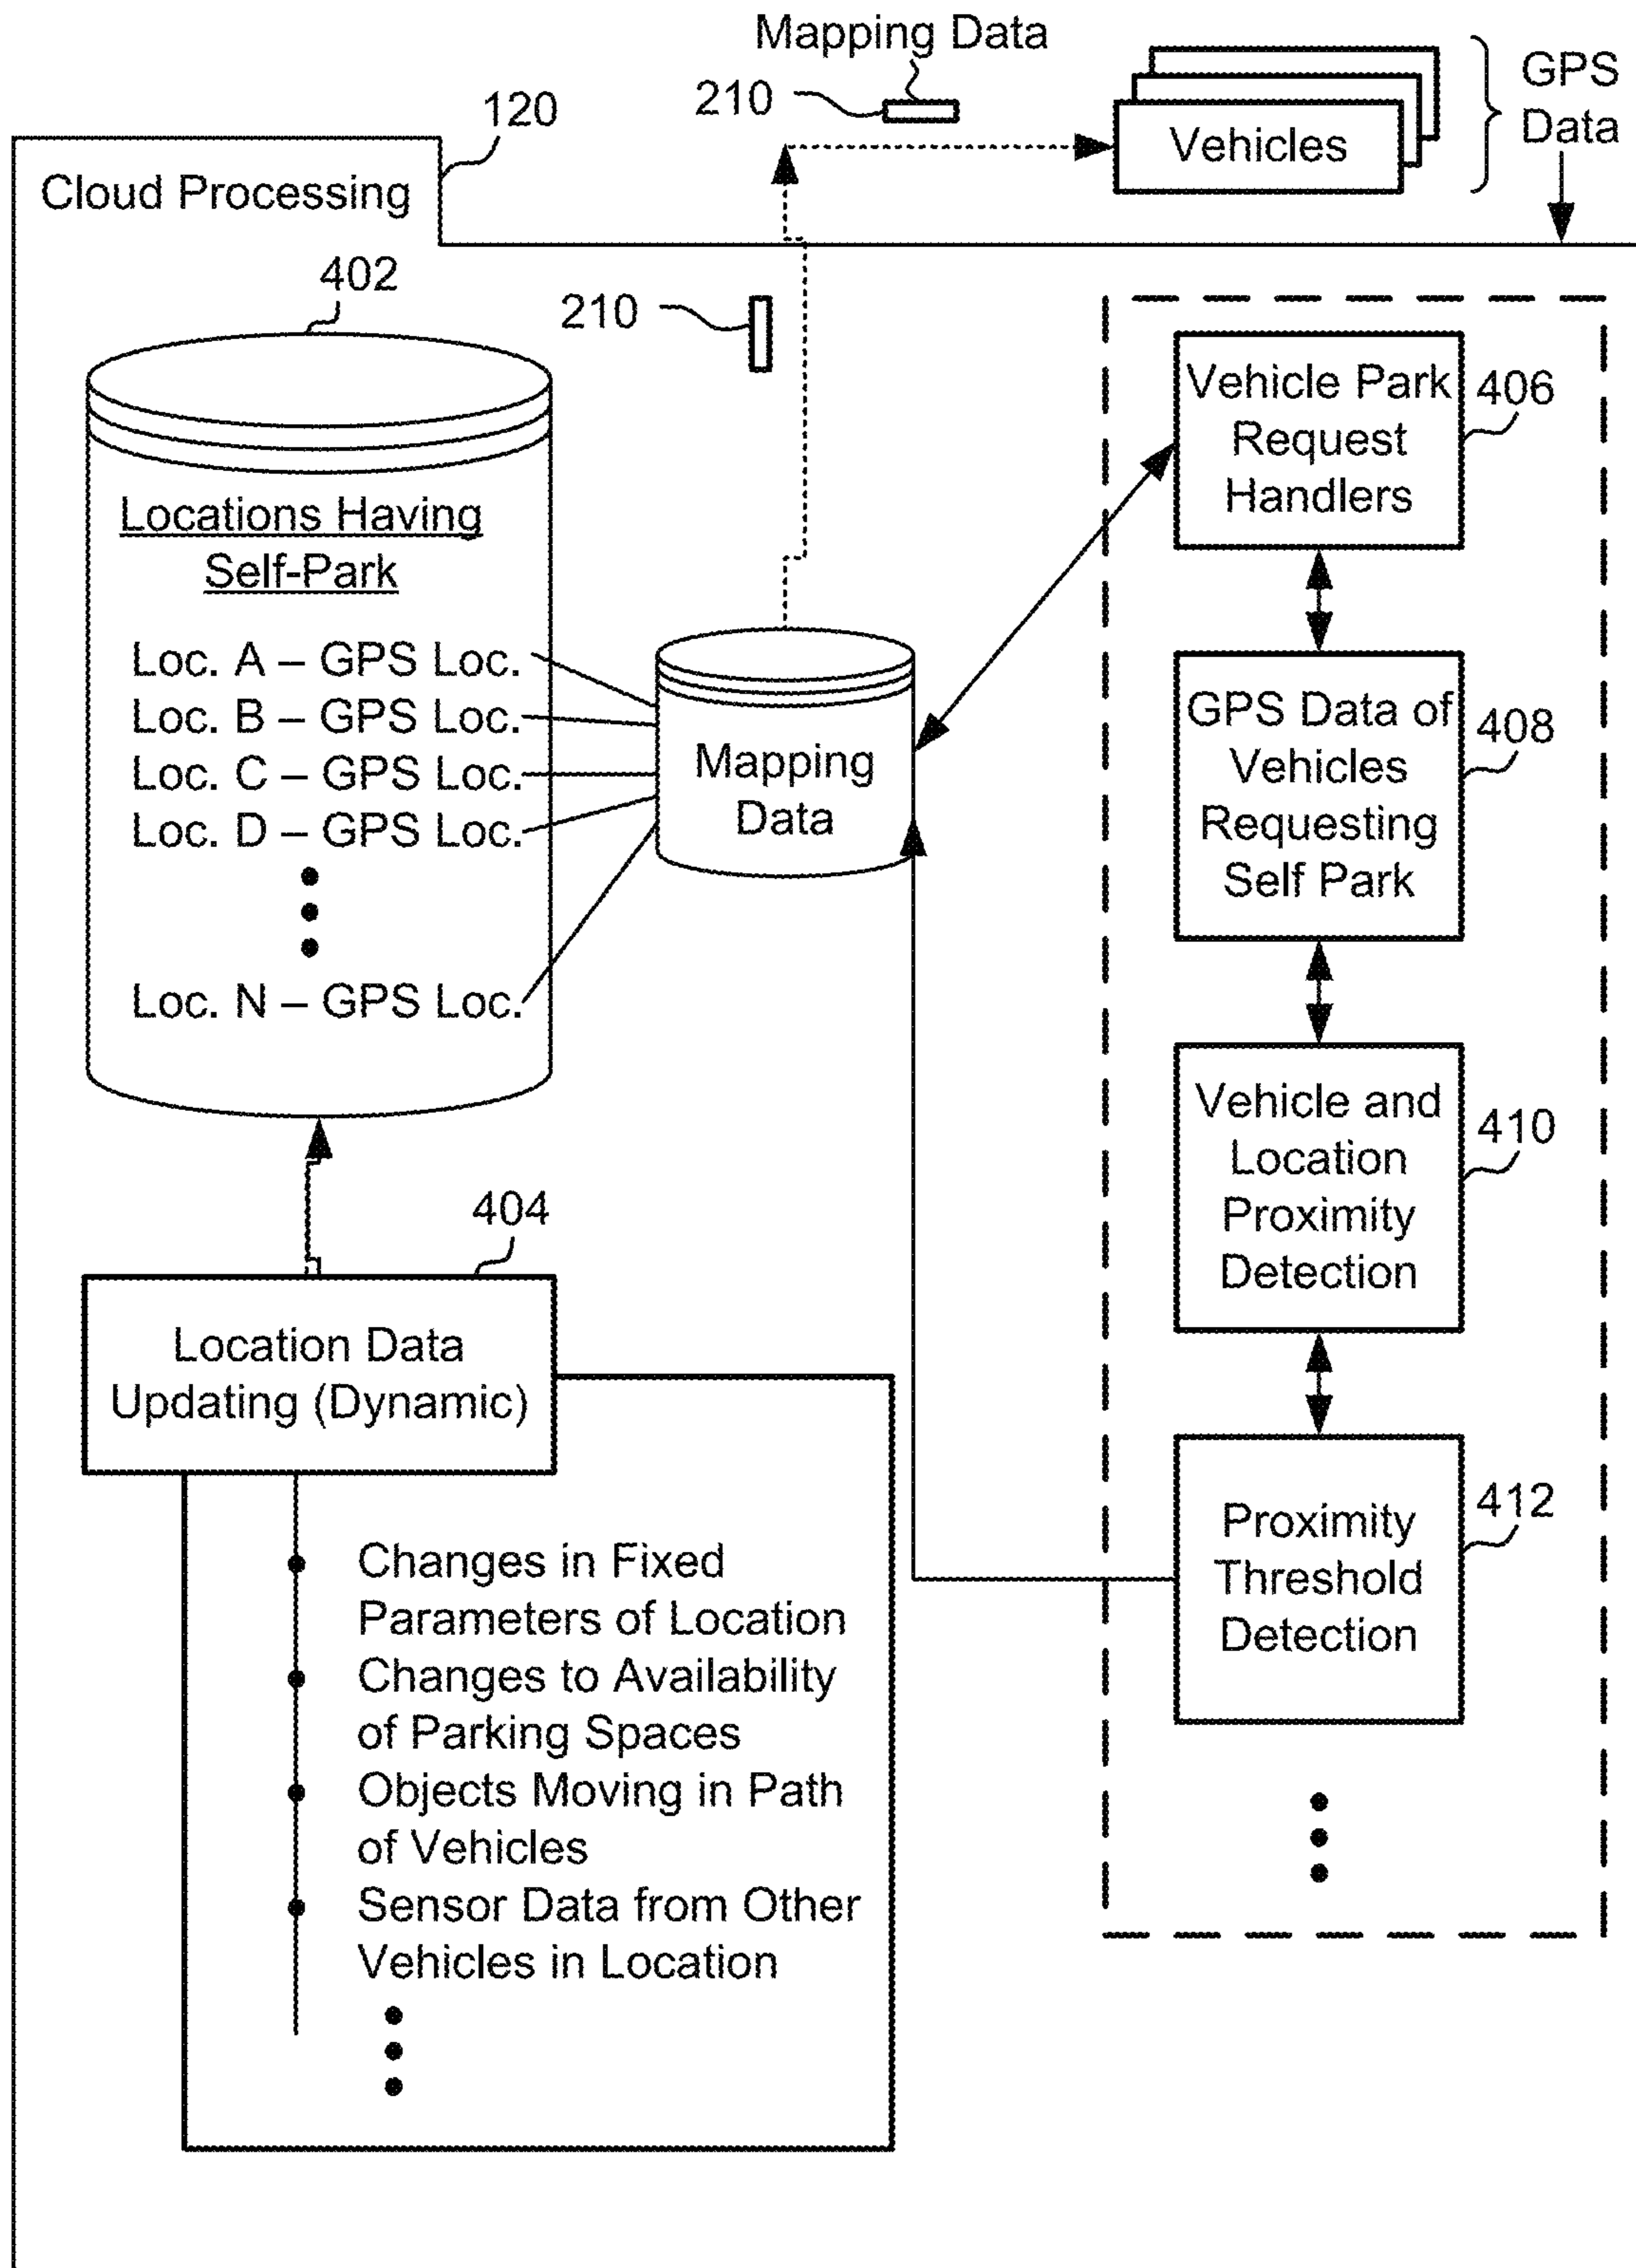 Mapping Data
210
Vehicles
GPS
Data
120
Cloud Processing
402
210
Locations Having
Self-Park
Loc. A – GPS Loc.
Loc. B – GPS Loc.
Loc. C – GPS Loc.
Loc. D – GPS Loc.
Loc. N – GPS Loc.
Mapping
Data
Vehicle Park
Request
Handlers
406
GPS Data of
Vehicles
Requesting
Self Park
408
Vehicle and
Location
Proximity
Detection
410
Proximity
Threshold
Detection
412
404
Location Data
Updating (Dynamic)
Changes in Fixed
Parameters of Location
Changes to Availability
of Parking Spaces
Objects Moving in Path
of Vehicles
Sensor Data from Other
Vehicles in Location